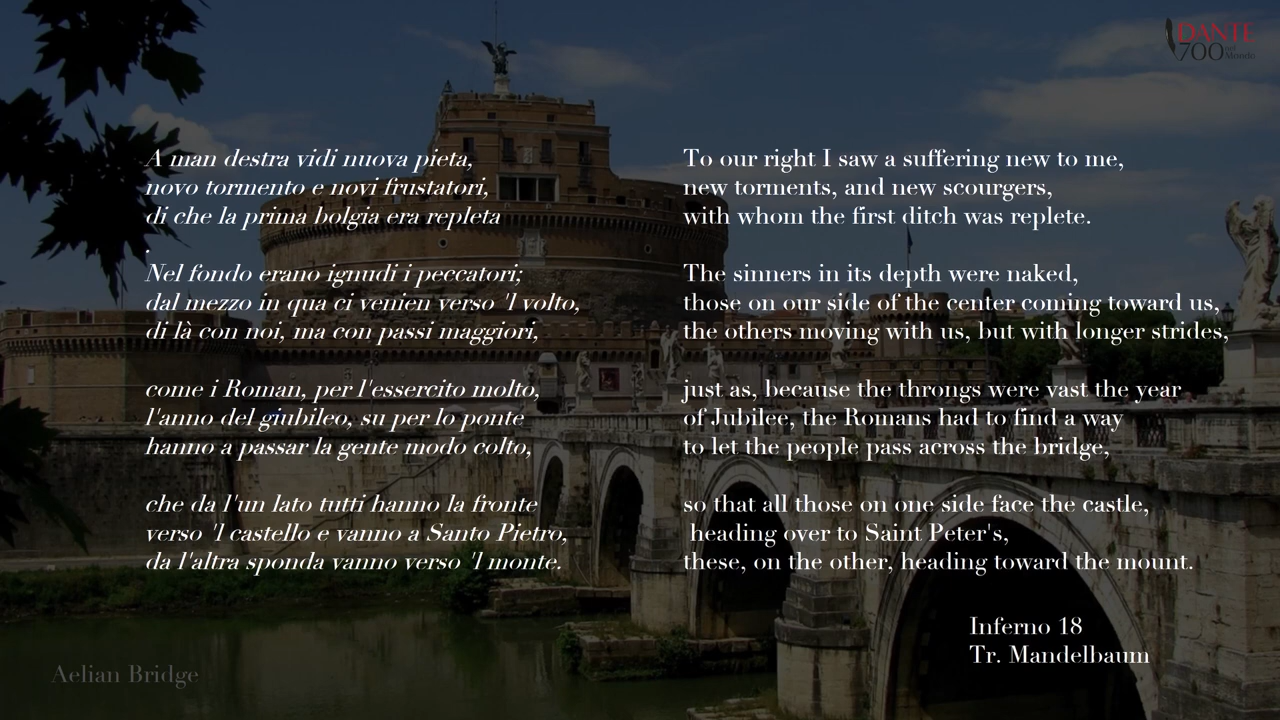 DANTE
700 nel
Mondo
A man destra vidi nuova pieta,
novo tormento e novi frustatori,
di che la prima bolgia era repleta
.
Nel fondo erano ignudi i peccatori;
dal mezzo in qua ci venien verso 'l volto,
di là con noi, ma con passi maggiori,
come i Roman, per l'essercito molto,
l'anno del giubileo, su per lo ponte
hanno a passar la gente modo colto,
che da l'un lato tutti hanno la fronte
verso 'l castello e vanno a Santo Pietro,
da l'altra sponda vanno verso 'l monte.
To our right I saw a suffering new to me,
new torments, and new scourgers,
with whom the first ditch was replete.
The sinners in its depth were naked,
those on our side of the center coming toward us,
the others moving with us, but with longer strides,
just as, because the throngs were vast the year
of Jubilee, the Romans had to find a way
to let the people pass across the bridge,
so that all those on one side face the castle,
heading over to Saint Peter's,
these, on the other, heading toward the mount.
Inferno 18
Tr. Mandelbaum
Aelian Bridge